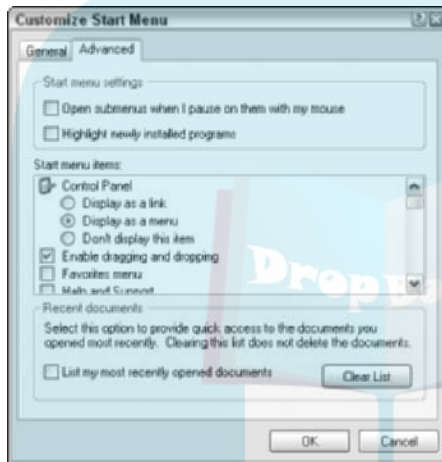 Customize Start Menu
General
Advanced
Start menu settings
Open submenus when I pause on them with my mouse
Highlight newly installed programs
Start menu items:
Control Panel
Display as a link
Display as a menu
Don't display this item
Enable dragging and dropping
Favorites menu
Help and Support
Recent documents
Select this option to provide quick access to the documents you
opened most recently. Clearing this list does not delete the documents.
List my most recently opened documents
Clear List
OK
Cancel